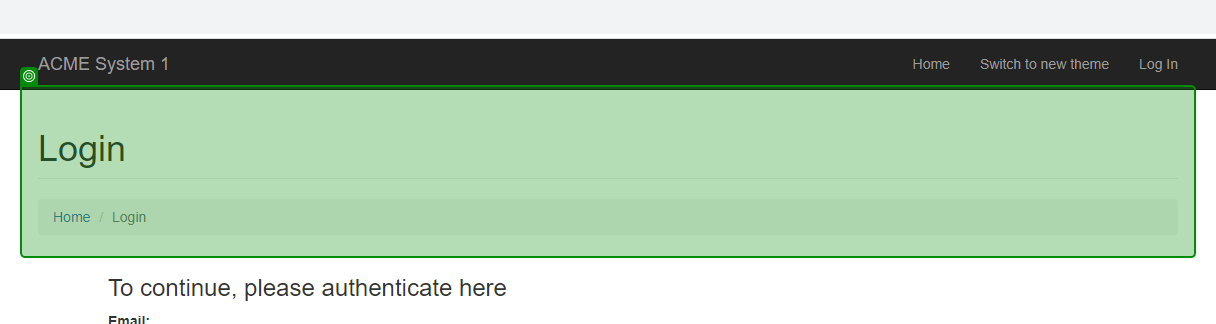 ACME System 1 Home Switch to new theme Log In
Login
Home / Login
To continue, please authenticate here
Email: